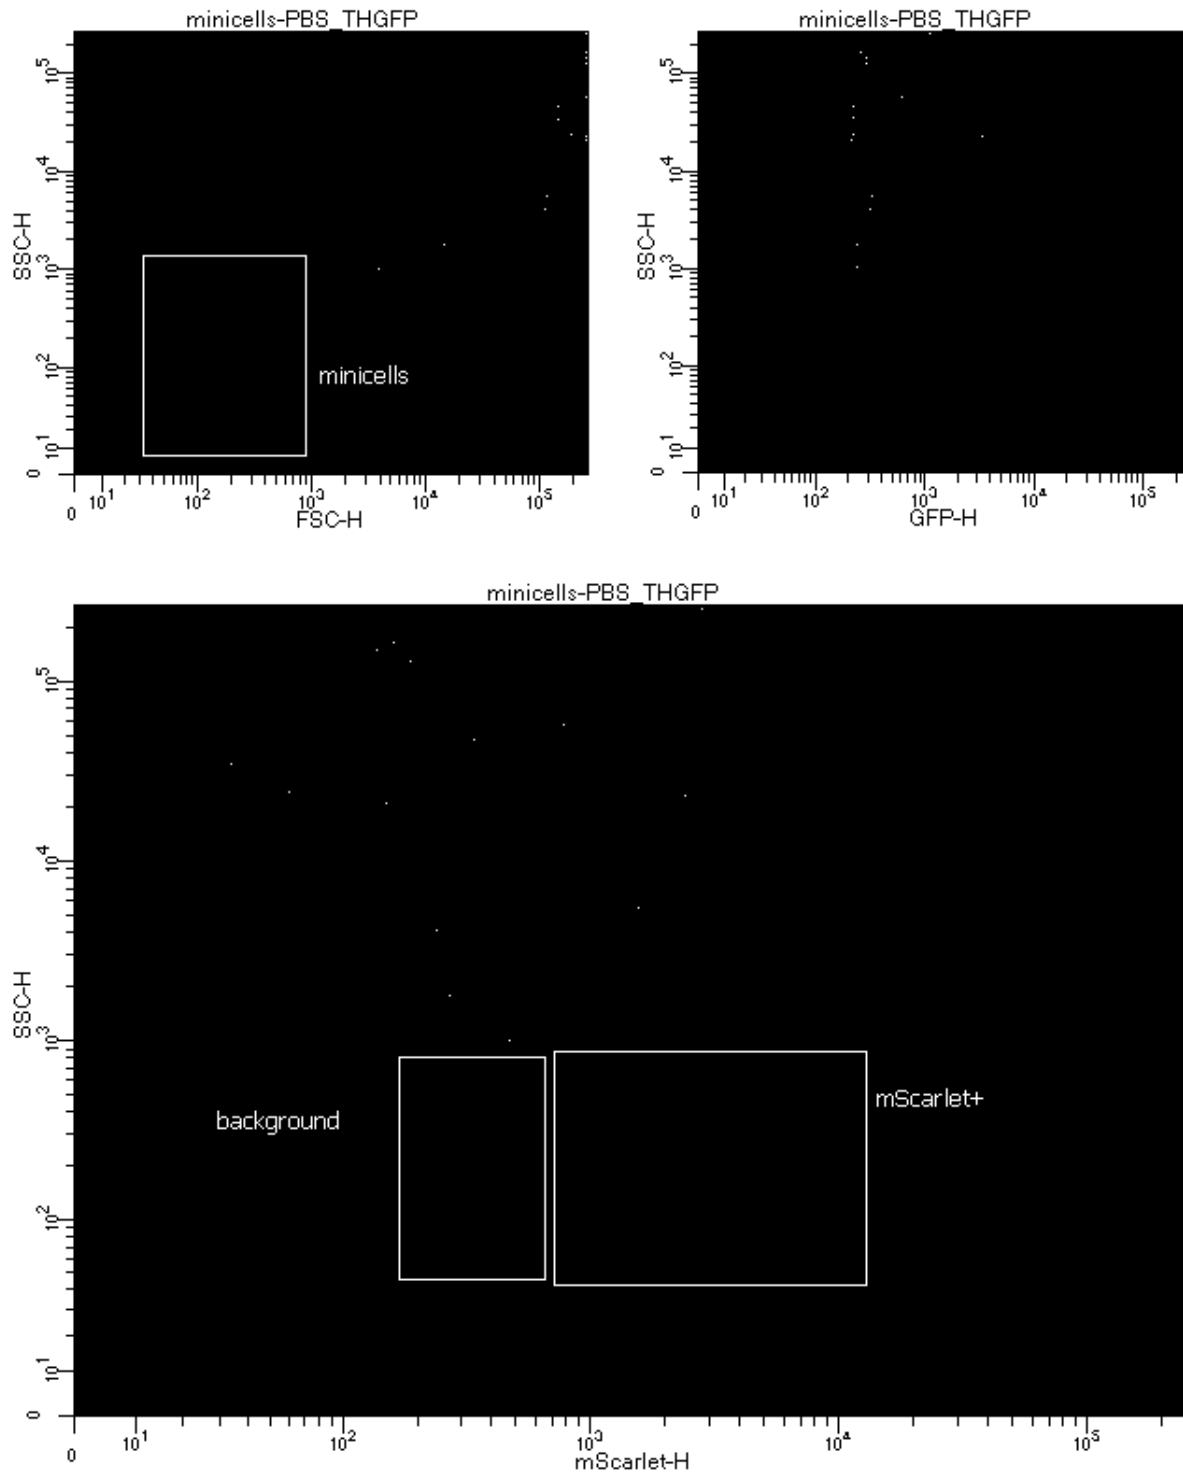 minicells-PBS_THGFP
SSC-H
10^5
10^4
10^3
10^2
10^1
0
minicells
0 10^1 10^2 10^3 10^4 10^5
FSC-H
minicells-PBS_THGFP
SSC-H
10^5
10^4
10^3
10^2
10^1
0
0 10^1 10^2 10^3 10^4 10^5
GFP-H
minicells-PBS_THGFP
SSC-H
10^5
10^4
10^3
10^2
10^1
0
background
mScarlet+
0 10^1 10^2 10^3 10^4 10^5
mScarlet-H